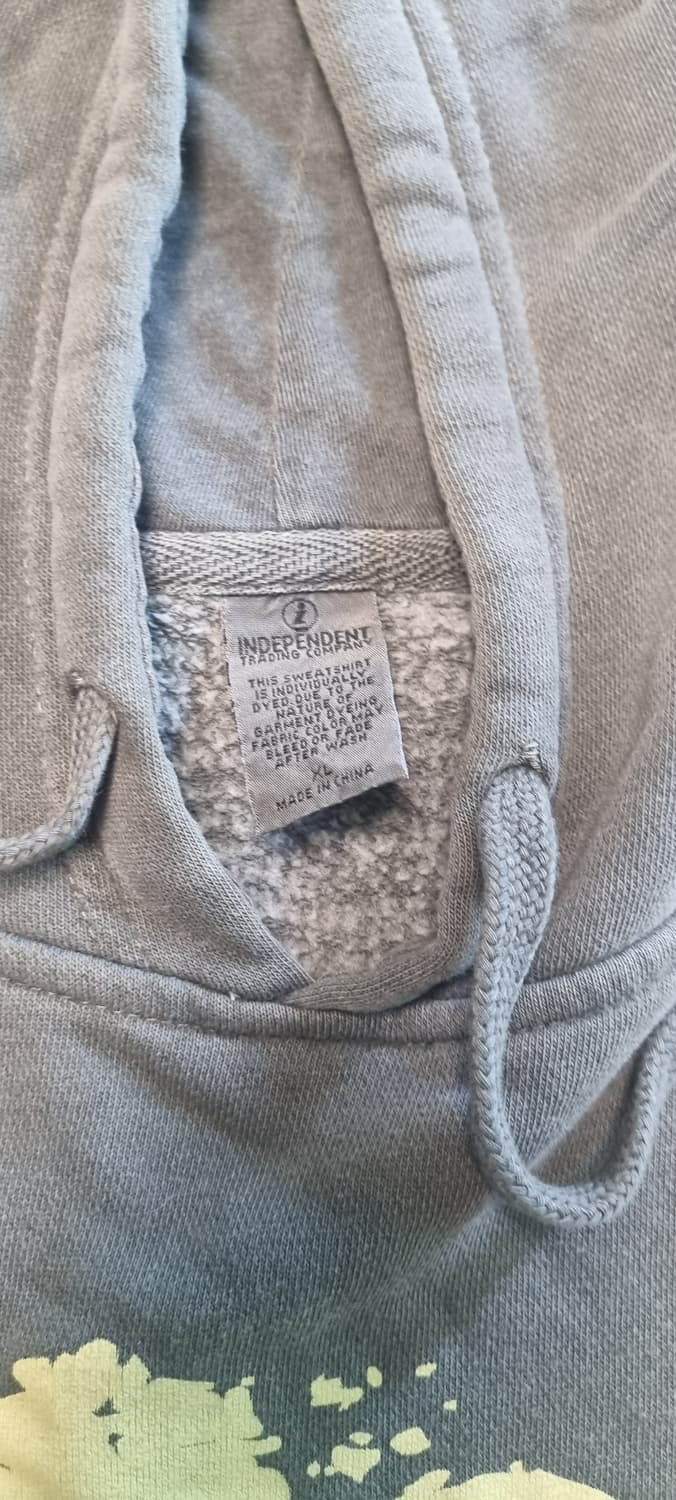 i
INDEPENDENT
TRADING COMPANY
THIS SWEATSHIRT
IS INDIVIDUALLY
DYED DUE TO THE
NATURE OF
GARMENT DYEING
FABRIC COLOR MAY
BLEED OR FADE
AFTER WASH
XL
MADE IN CHINA